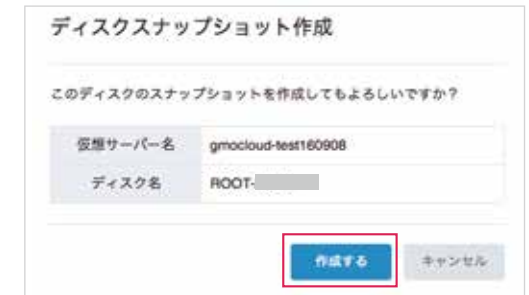 ディスクスナップショット作成
このディスクのスナップショットを作成してもよろしいですか？
仮想サーバー名 gmocloud-test160908
ディスク名 ROOT-
作成する キャンセル